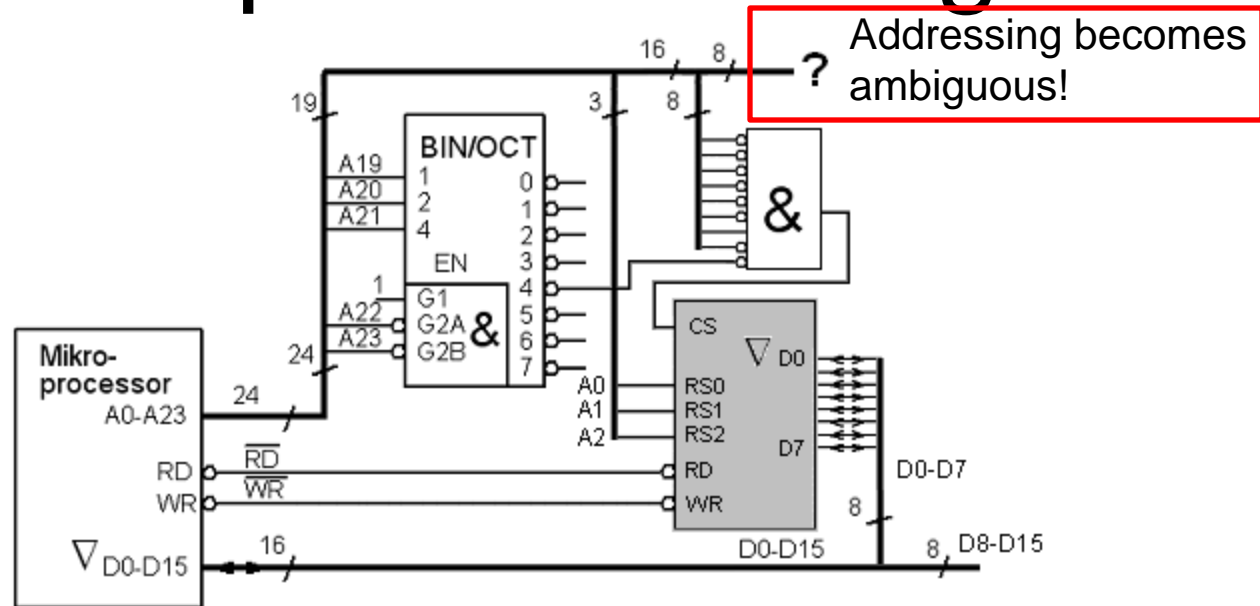 Addressing becomes
ambiguous!
?
16
8
19
3
8
BIN/OCT
A19
1
0
A20
2
1
A21
4
2
EN
3
&
4
1
G1
5
A22
G2A
&
6
A23
G2B
7
24
CS
Mikro-
processor
24
A0-A23
∇ D0
A0
RS0
A1
RS1
A2
RS2
D7
RD
RD
RD
D0-D7
WR
WR
WR
8
16
D0-D15
8
D8-D15
∇ D0-D15